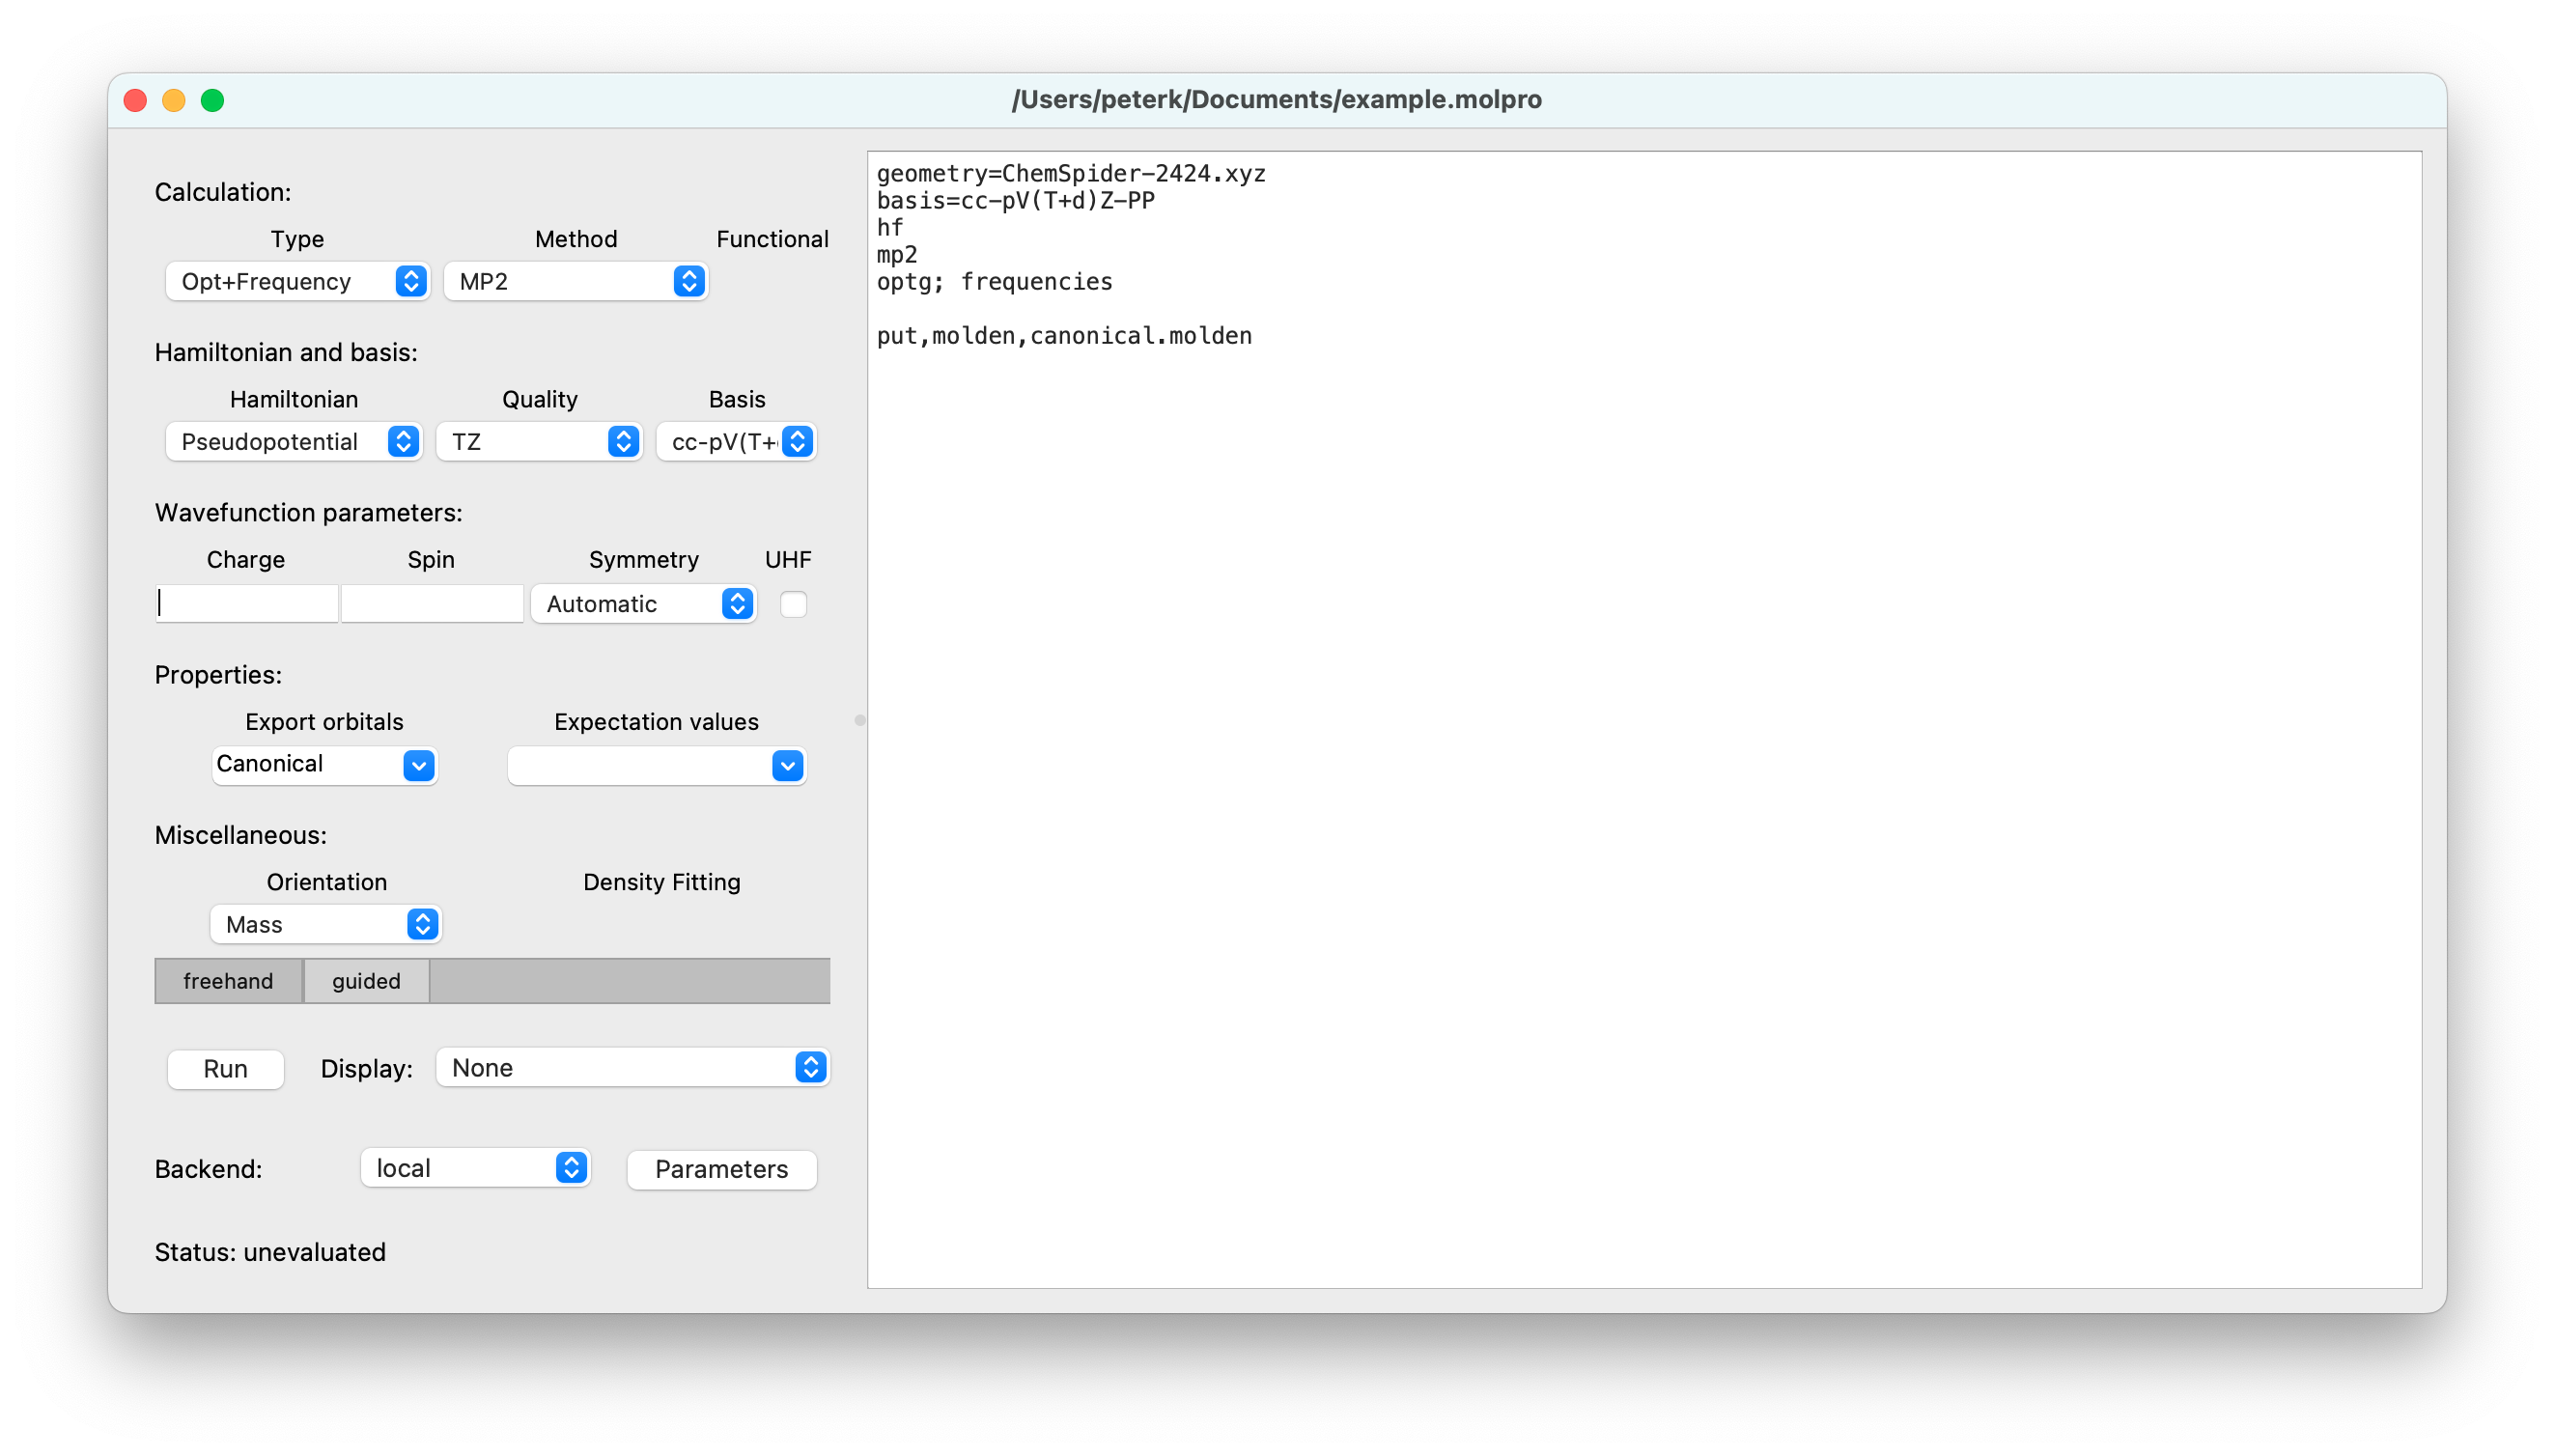 /Users/peterk/Documents/example.molpro
Calculation:
Type Method Functional
Opt+Frequency MP2
Hamiltonian and basis:
Hamiltonian Quality Basis
Pseudopotential TZ cc-pV(T+
Wavefunction parameters:
Charge Spin Symmetry UHF
Automatic
Properties:
Export orbitals Expectation values
Canonical
Miscellaneous:
Orientation Density Fitting
Mass
freehand guided
Run Display: None
Backend: local Parameters
Status: unevaluated
geometry=ChemSpider-2424.xyz
basis=cc-pV(T+d)Z-PP
hf
mp2
optg; frequencies
put,molden,canonical.molden